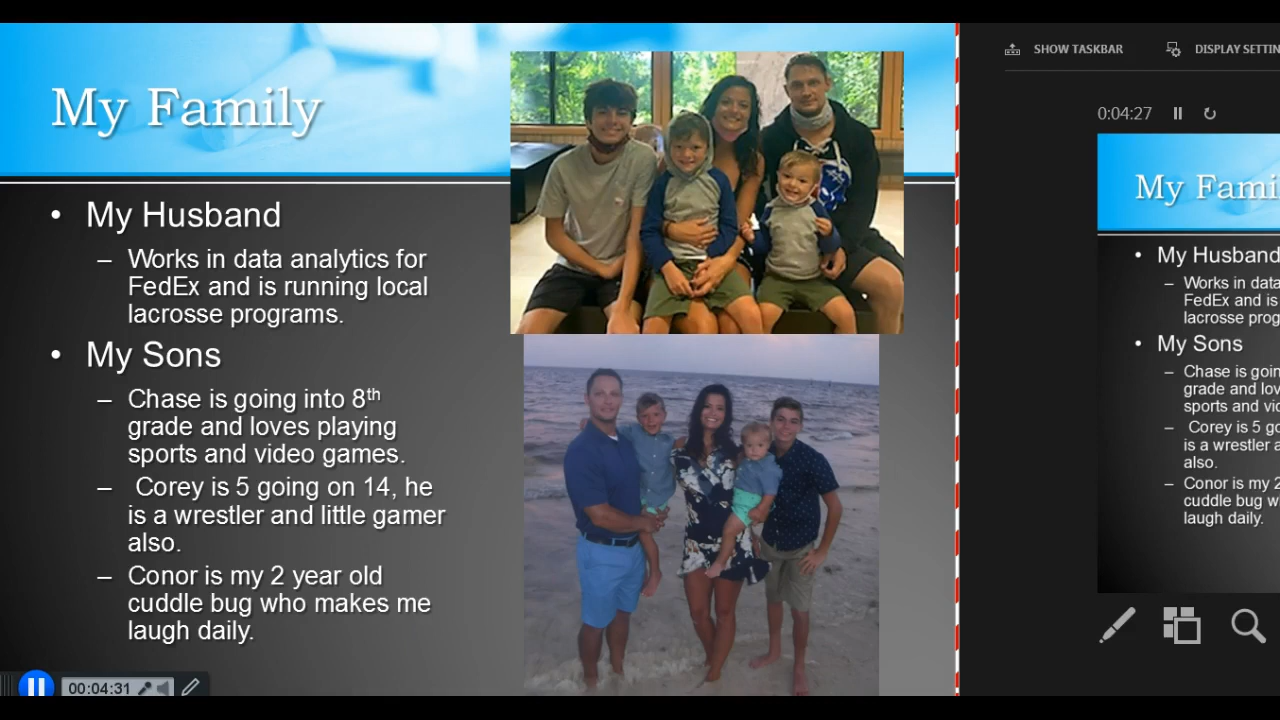 My Family
• My Husband
– Works in data analytics for
FedEx and is running local
lacrosse programs.
• My Sons
– Chase is going into 8th
grade and loves playing
sports and video games.
– Corey is 5 going on 14, he
is a wrestler and little gamer
also.
– Conor is my 2 year old
cuddle bug who makes me
laugh daily.
00:04:31
SHOW TASKBAR
DISPLAY SETTIN
0:04:27
My Fami
• My Husband
– Works in data
FedEx and is
lacrosse prog
• My Sons
– Chase is goin
grade and lov
sports and vid
– Corey is 5 go
is a wrestler a
also.
– Conor is my 2
cuddle bug w
laugh daily.